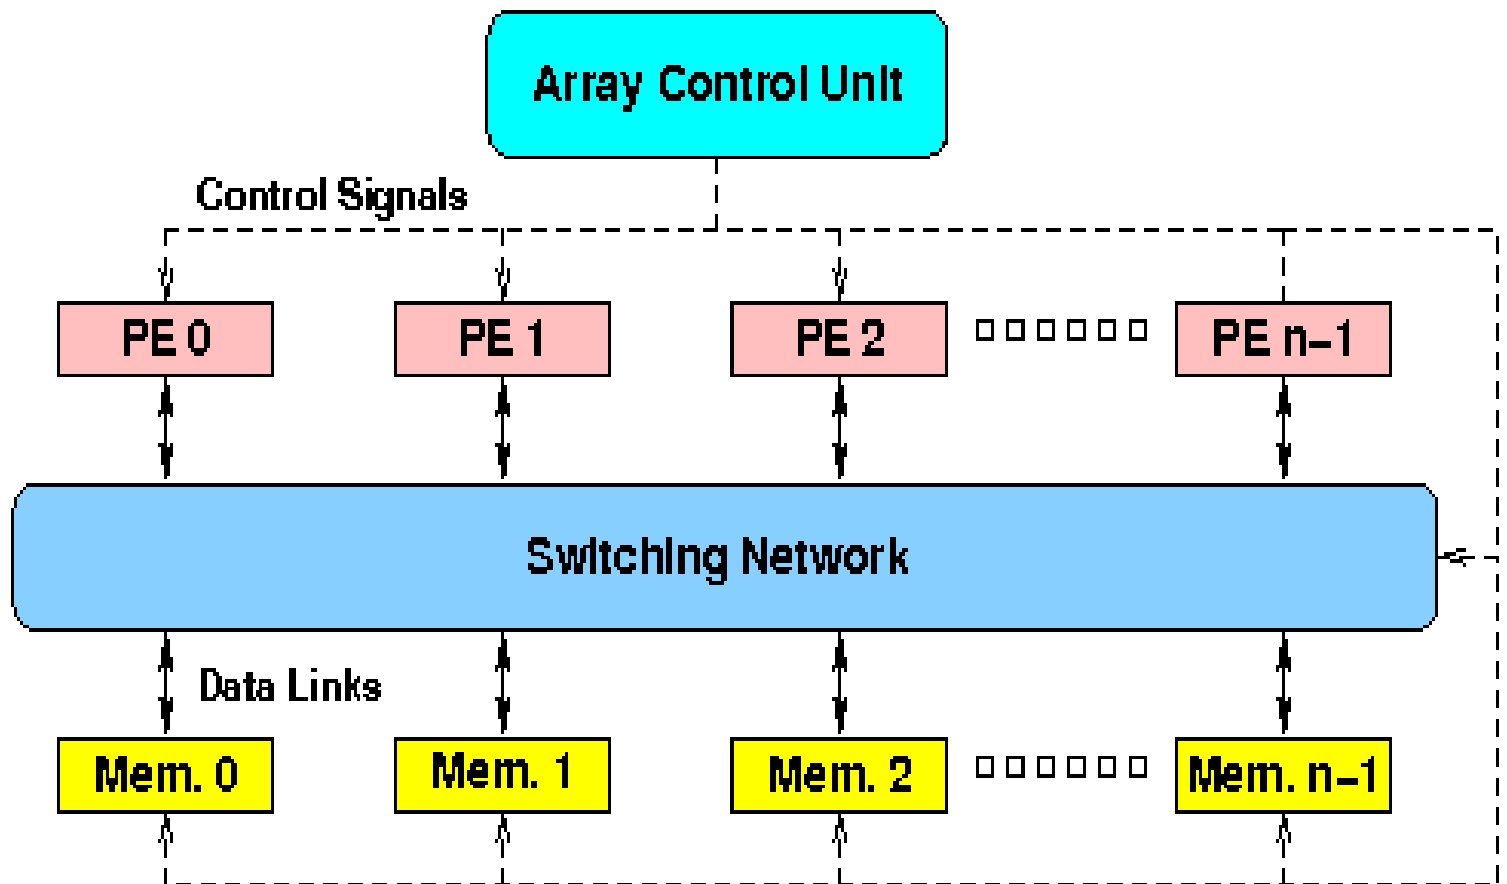 Array Control Unit
Control Signals
PE 0
PE 1
PE 2
PE n-1
Switching Network
Data Links
Mem. 0
Mem. 1
Mem. 2
Mem. n-1